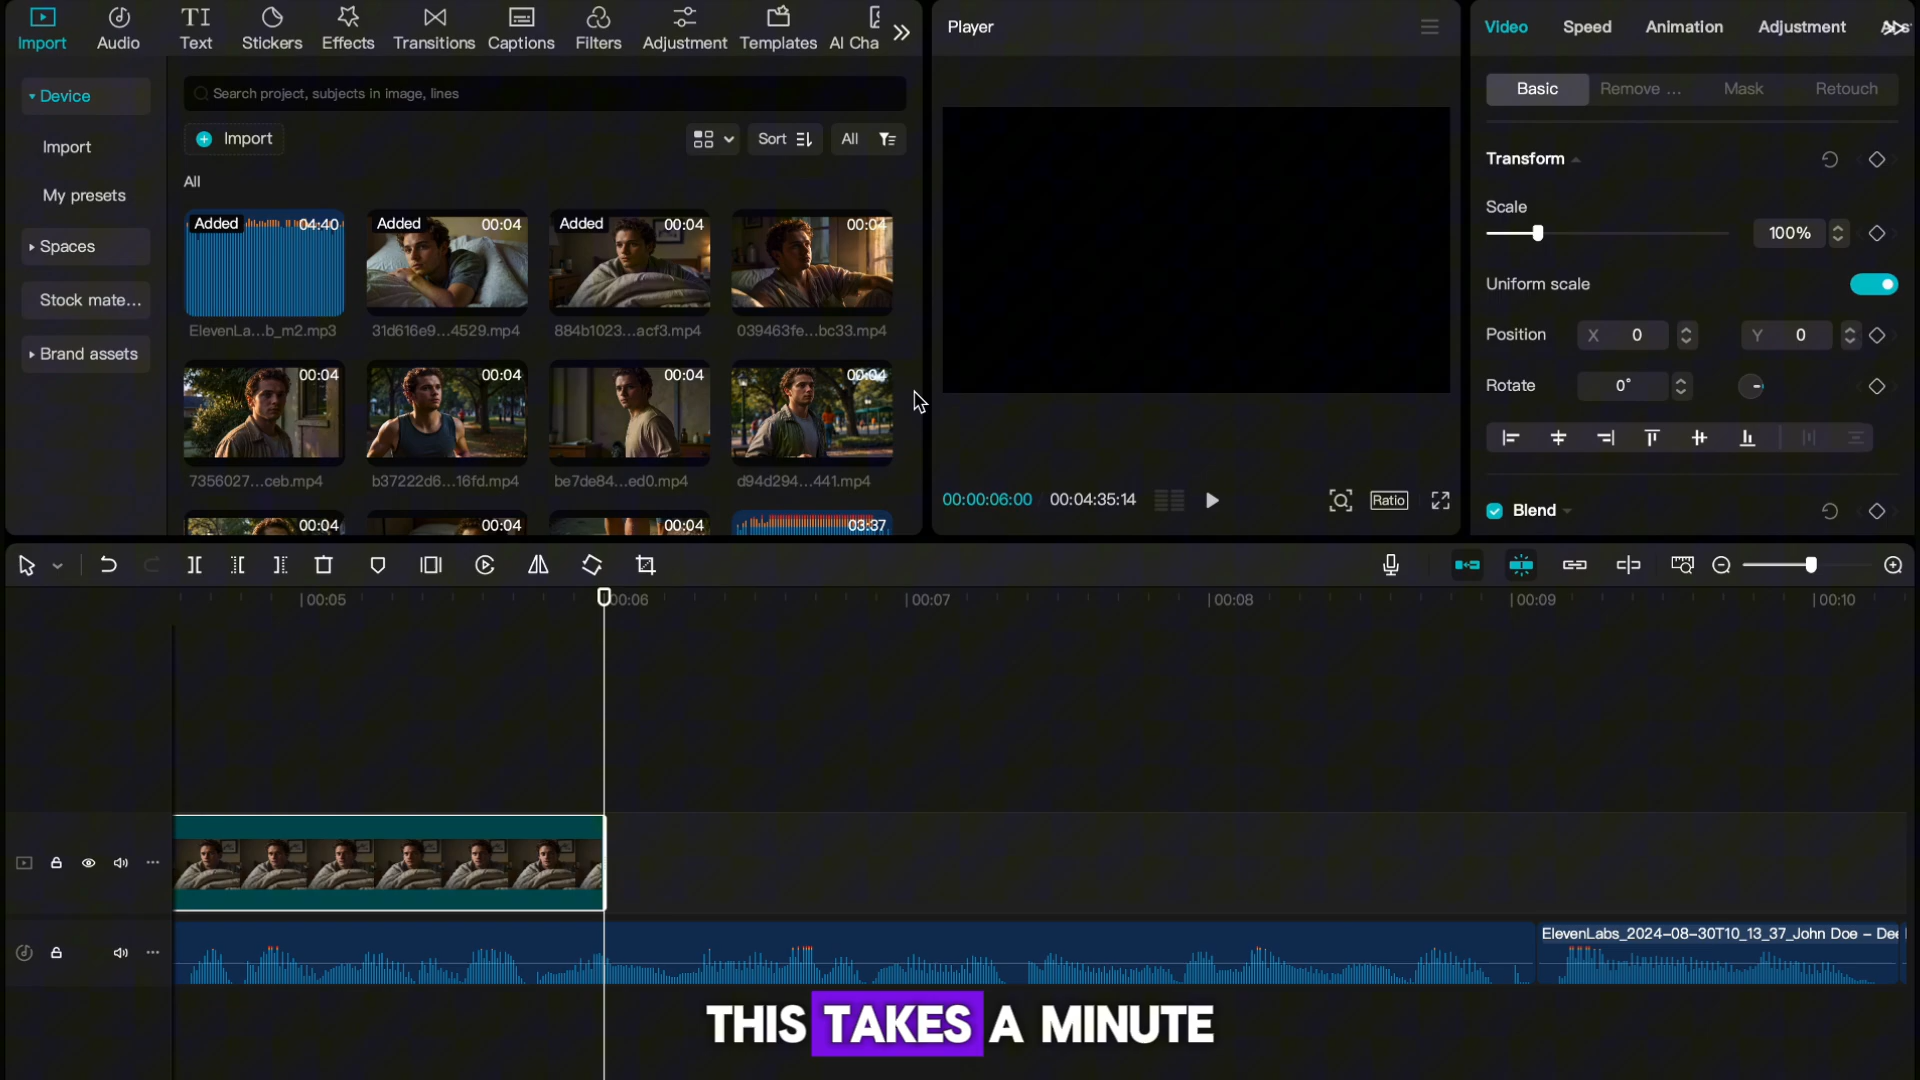 Import
Audio
Text
Stickers
Effects
Transitions
Captions
Filters
Adjustment
Templates
AI Cha
Player
Video
Speed
Animation
Adjustment
Device
Import
My presets
Spaces
Stock mate...
Brand assets
Search project, subjects in image, lines
Import
Sort
All
All
Added 04:40
Added 00:04
Added 00:04
00:04
ElevenLa...b_m2.mp3
31d616e9...4529.mp4
884b1023...acf3.mp4
039463fe...bc33.mp4
00:04
00:04
00:04
00:04
7356027...ceb.mp4
b37222d6...16fd.mp4
be7de84...ed0.mp4
d94d294...441.mp4
00:04
00:04
00:04
03:37
00:00:06:00
00:04:35:14
Ratio
Basic
Remove ...
Mask
Retouch
Transform
Scale
100%
Uniform scale
Position
X 0
Y 0
Rotate
0°
Blend
00:05
00:06
00:07
00:08
00:09
00:10
ElevenLabs_2024-08-30T10_13_37_John Doe – Dee
THIS TAKES A MINUTE